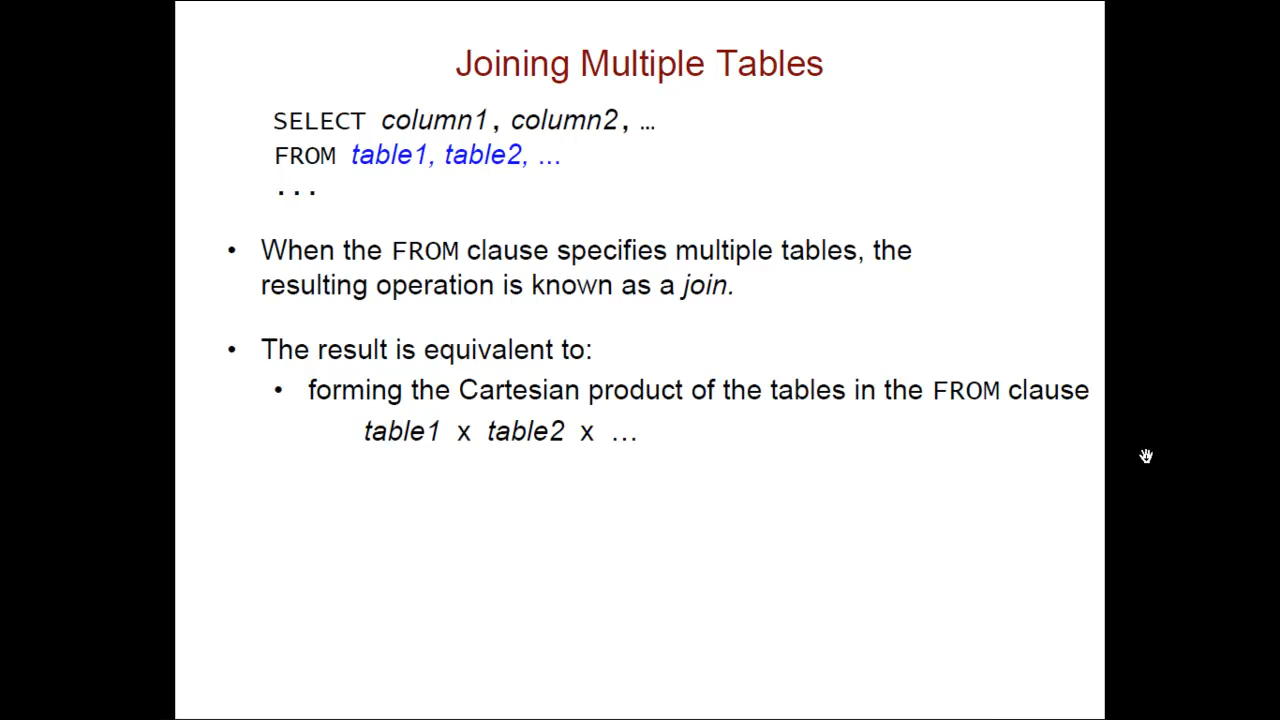 Joining Multiple Tables
SELECT column1, column2, …
FROM table1, table2, …
...
• When the FROM clause specifies multiple tables, the
resulting operation is known as a join.
• The result is equivalent to:
• forming the Cartesian product of the tables in the FROM clause
table1 x table2 x …